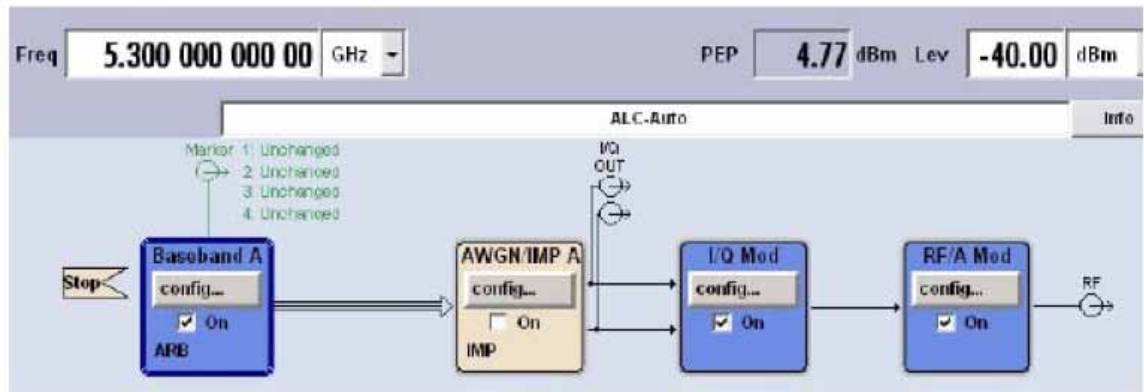 Freq 5.300 000 000 00 GHz PEP 4.77 dBm Lev -40.00 dBm
ALC-Auto Info
Marker 1: Unchanged
2: Unchanged
3: Unchanged
4: Unchanged
I/Q
OUT
Stop
Baseband A
config...
On
ARB
AWGN/IMP A
config...
On
IMP
I/Q Mod
config...
On
RF/A Mod
config...
On
RF